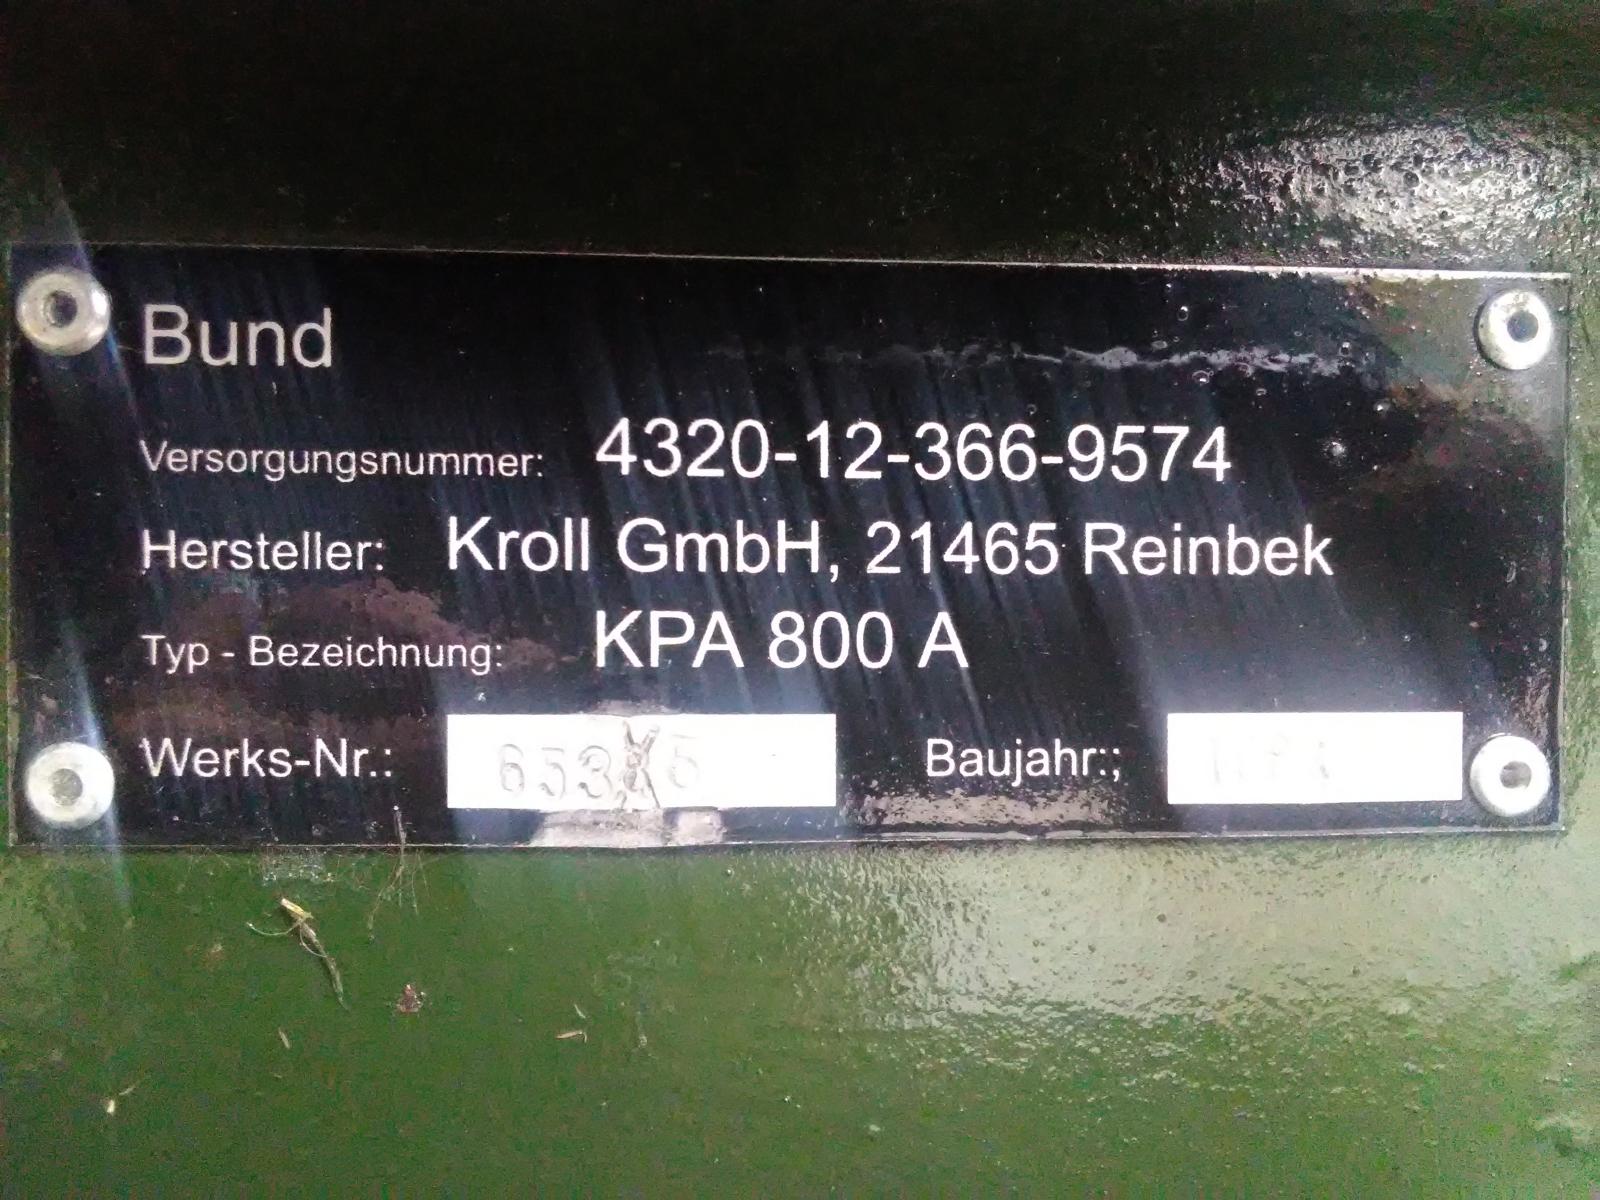 Bund
Versorgungsnummer: 4320-12-366-9574
Hersteller: Kroll GmbH, 21465 Reinbek
Typ - Bezeichnung: KPA 800 A
Werks-Nr.:
Baujahr:;